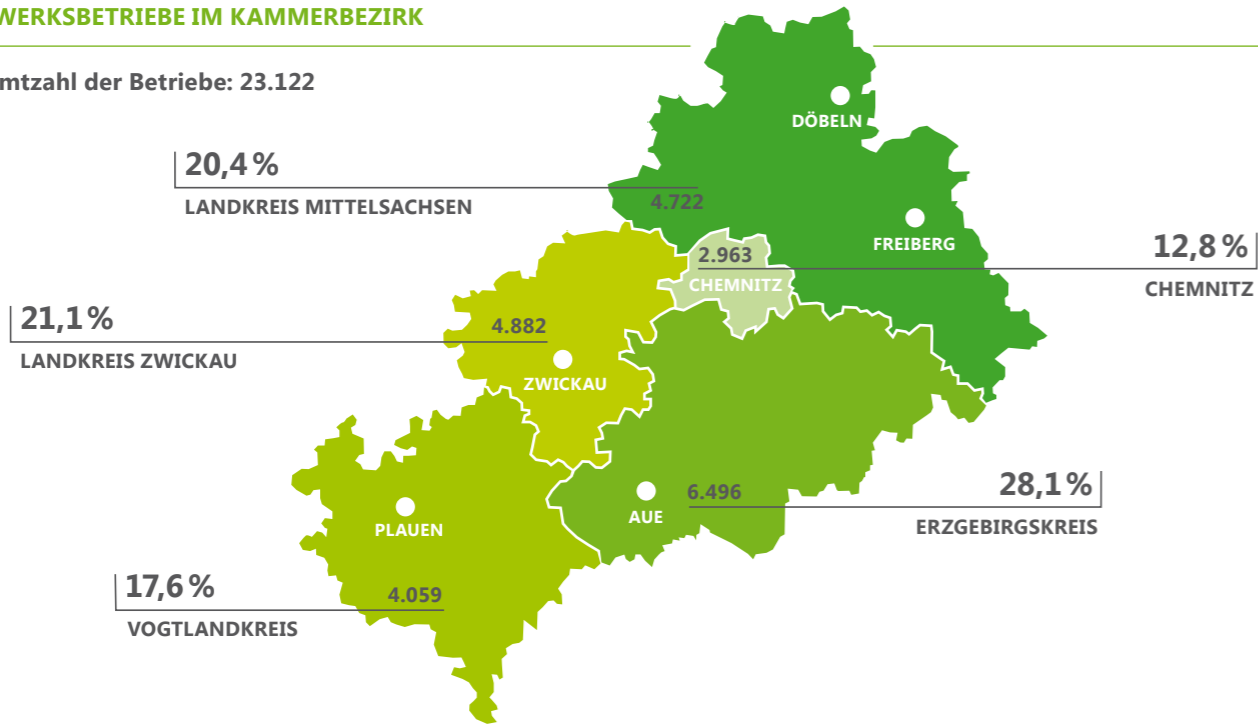 WERKSBETRIEBE IM KAMMERBEZIRK
mtzahl der Betriebe: 23.122
DÖBELN
20,4 %
4.722
LANDKREIS MITTELSACHSEN
FREIBERG
12,8 %
2.963
CHEMNITZ
CHEMNITZ
21,1 %
4.882
LANDKREIS ZWICKAU
ZWICKAU
28,1 %
6.496
AUE
ERZGEBIRGSKREIS
PLAUEN
17,6 %
4.059
VOGTLANDKREIS